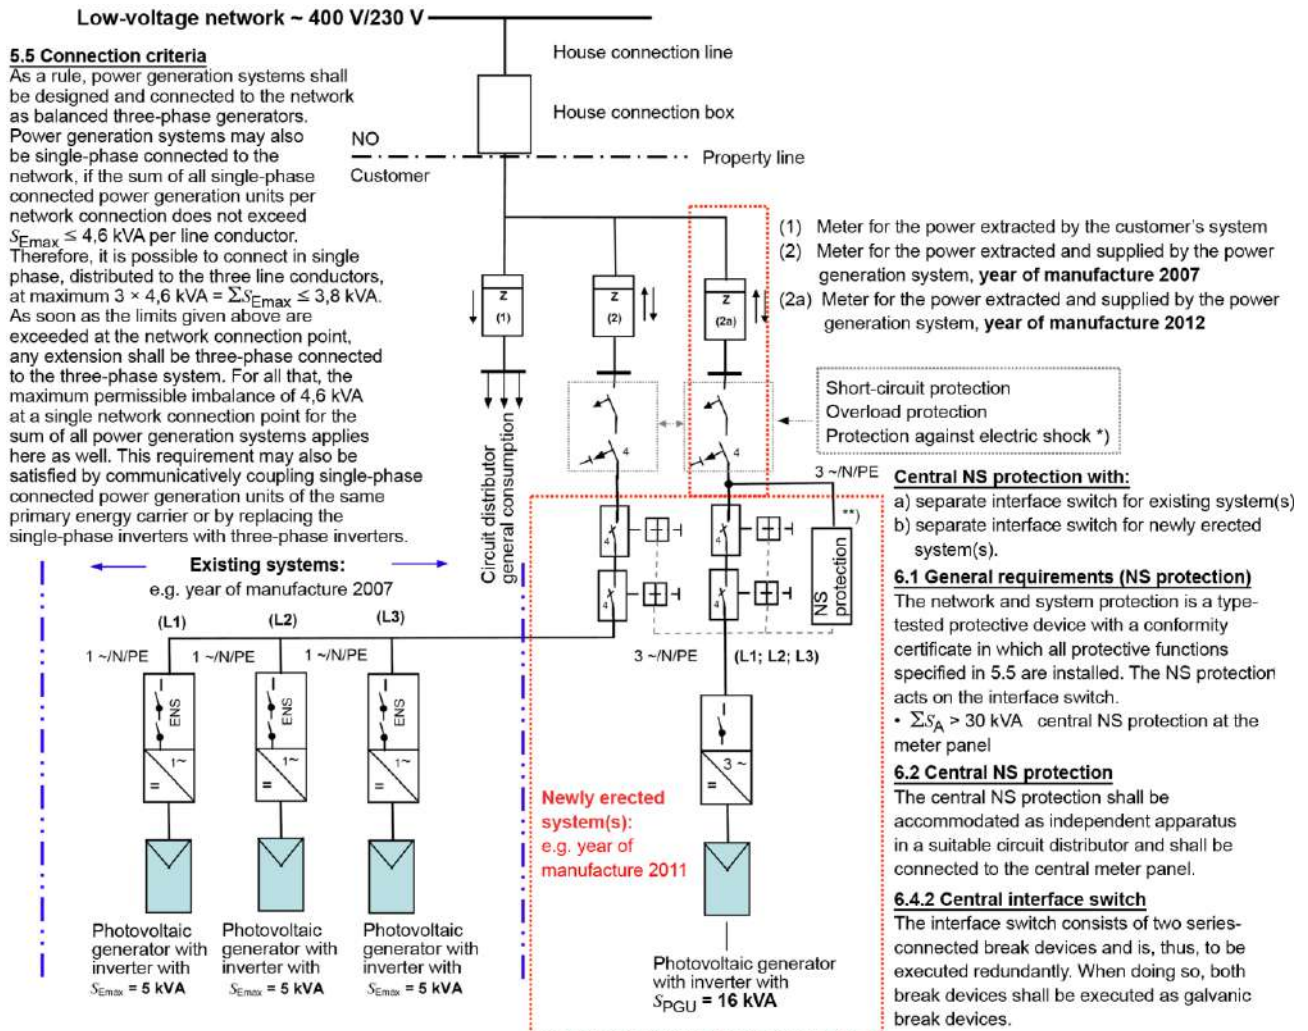 Low-voltage network ~ 400 V/230 V
House connection line
House connection box
NO
Property line
Customer
5.5 Connection criteria
As a rule, power generation systems shall
be designed and connected to the network
as balanced three-phase generators.
Power generation systems may also
be single-phase connected to the
network, if the sum of all single-phase
connected power generation units per
network connection does not exceed
SEmax ≤ 4,6 kVA per line conductor.
Therefore, it is possible to connect in single
phase, distributed to the three line conductors,
at maximum 3 × 4,6 kVA = ∑SEmax ≤ 3,8 kVA.
As soon as the limits given above are
exceeded at the network connection point,
any extension shall be three-phase connected
to the three-phase system. For all that, the
maximum permissible imbalance of 4,6 kVA
at a single network connection point for the
sum of all power generation systems applies
here as well. This requirement may also be
satisfied by communicatively coupling single-phase
connected power generation units of the same
primary energy carrier or by replacing the
single-phase inverters with three-phase inverters.
Z
(1)
Z
(2)
Z
(2a)
(1) Meter for the power extracted by the customer's system
(2) Meter for the power extracted and supplied by the power
generation system, year of manufacture 2007
(2a) Meter for the power extracted and supplied by the power
generation system, year of manufacture 2012
Circuit distributor
general consumption
4
4
Short-circuit protection
Overload protection
Protection against electric shock *)
3 ~/N/PE
**)
4
4
4
4
NS
protection
Central NS protection with:
a) separate interface switch for existing system(s)
b) separate interface switch for newly erected
system(s).
6.1 General requirements (NS protection)
The network and system protection is a type-
tested protective device with a conformity
certificate in which all protective functions
specified in 5.5 are installed. The NS protection
acts on the interface switch.
• ∑SA > 30 kVA central NS protection at the
meter panel
6.2 Central NS protection
The central NS protection shall be
accommodated as independent apparatus
in a suitable circuit distributor and shall be
connected to the central meter panel.
6.4.2 Central interface switch
The interface switch consists of two series-
connected break devices and is, thus, to be
executed redundantly. When doing so, both
break devices shall be executed as galvanic
break devices.
Existing systems:
e.g. year of manufacture 2007
(L1)
(L2)
(L3)
1 ~/N/PE
1 ~/N/PE
1 ~/N/PE
ENS
ENS
ENS
1~
=
1~
=
1~
=
Photovoltaic
generator with
inverter with
SEmax = 5 kVA
Photovoltaic
generator with
inverter with
SEmax = 5 kVA
Photovoltaic
generator with
inverter with
SEmax = 5 kVA
3 ~/N/PE
(L1; L2; L3)
3 ~
=
Newly erected
system(s):
e.g. year of
manufacture 2011
Photovoltaic generator
with inverter with
SPGU = 16 kVA